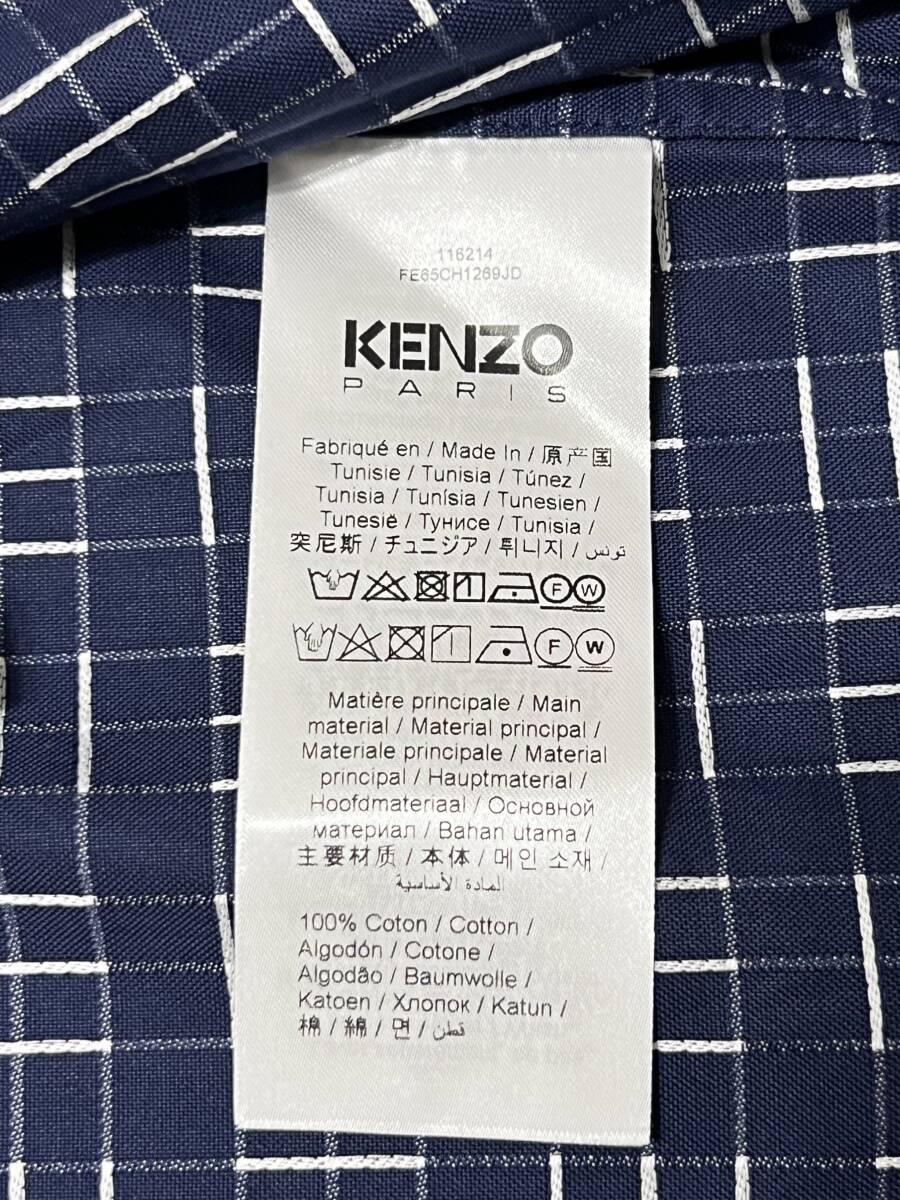 116214
FE65CH1269JD
KENZO
PARIS
Fabriqué en / Made In / 原产国
Tunisie / Tunisia / Túnez /
Tunisia / Tunísia / Tunesien /
Tunesië / Тунисе / Tunisia /
突尼斯 / チュニジア / 튀니지 / تونس
F W
F W
Matière principale / Main
material / Material principal /
Materiale principale / Material
principal / Hauptmaterial /
Hoofdmateriaal / Основной
материал / Bahan utama /
主要材质 / 本体 / 메인 소재 /
المادة الأساسية
100% Coton / Cotton /
Algodón / Cotone /
Algodão / Baumwolle /
Katoen / Хлопок / Katun /
棉 / 綿 / 면 / قطن